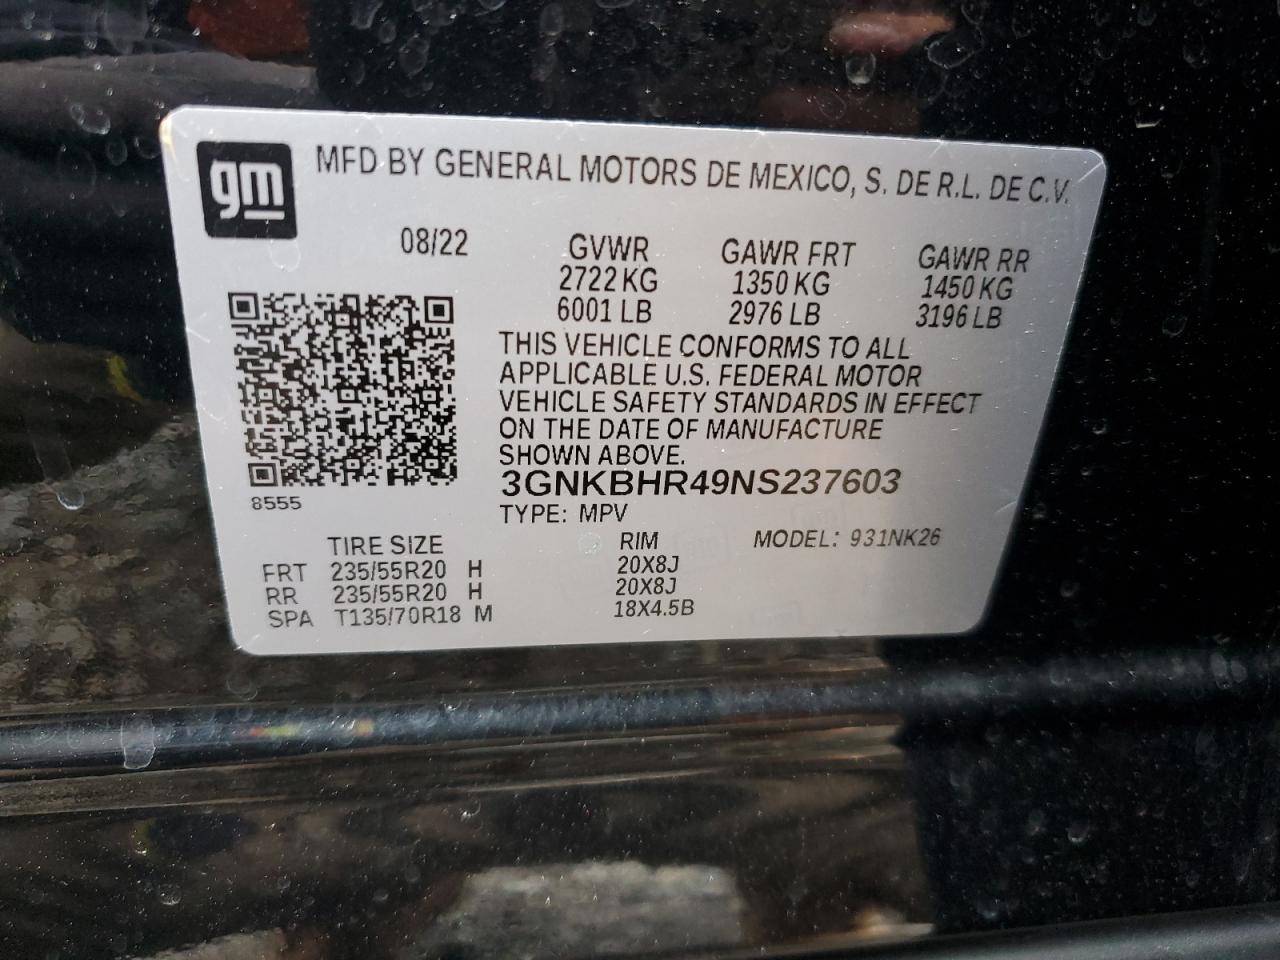 gm
MFD BY GENERAL MOTORS DE MEXICO, S. DE R.L. DE C.V.
08/22
GVWR GAWR FRT GAWR RR
2722 KG 1350 KG 1450 KG
6001 LB 2976 LB 3196 LB
THIS VEHICLE CONFORMS TO ALL
APPLICABLE U.S. FEDERAL MOTOR
VEHICLE SAFETY STANDARDS IN EFFECT
ON THE DATE OF MANUFACTURE
SHOWN ABOVE.
3GNKBHR49NS237603
8555
TYPE: MPV
TIRE SIZE RIM MODEL: 931NK26
FRT 235/55R20 H 20X8J
RR 235/55R20 H 20X8J
SPA T135/70R18 M 18X4.5B